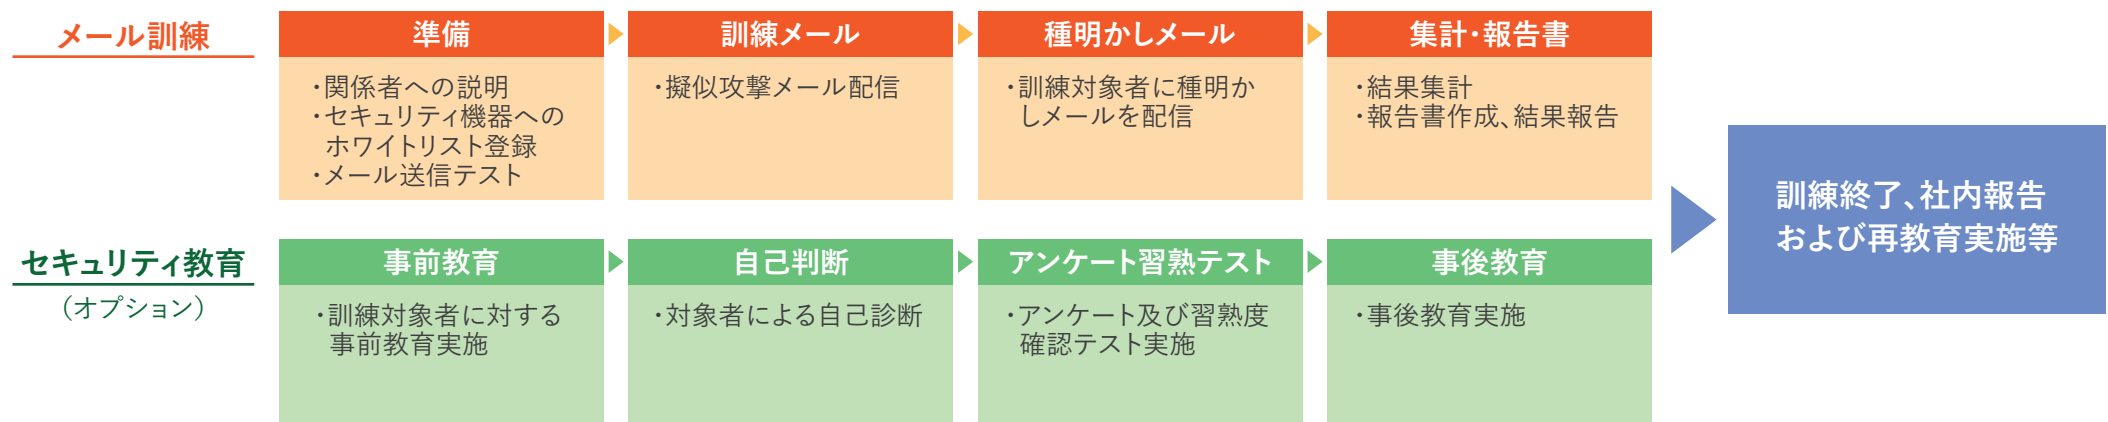 メール訓練
準備
・関係者への説明
・セキュリティ機器への
ホワイトリスト登録
・メール送信テスト
訓練メール
・擬似攻撃メール配信
種明かしメール
・訓練対象者に種明か
しメールを配信
集計・報告書
・結果集計
・報告書作成、結果報告
セキュリティ教育
（オプション）
事前教育
・訓練対象者に対する
事前教育実施
自己判断
・対象者による自己診断
アンケート習熟テスト
・アンケート及び習熟度
確認テスト実施
事後教育
・事後教育実施
訓練終了、社内報告
および再教育実施等